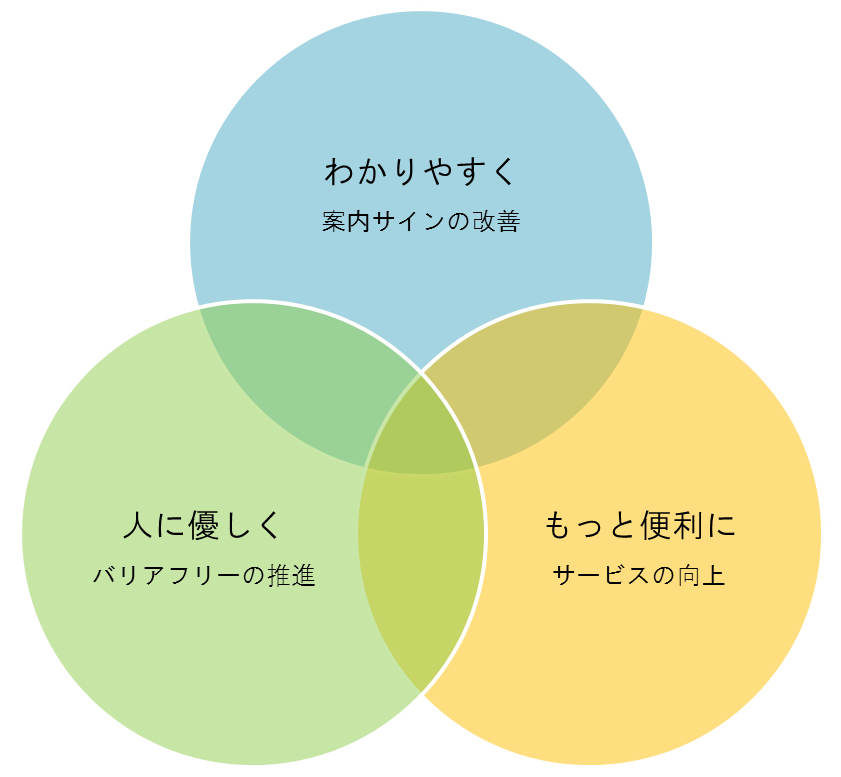 わかりやすく
案内サインの改善
人に優しく
バリアフリーの推進
もっと便利に
サービスの向上